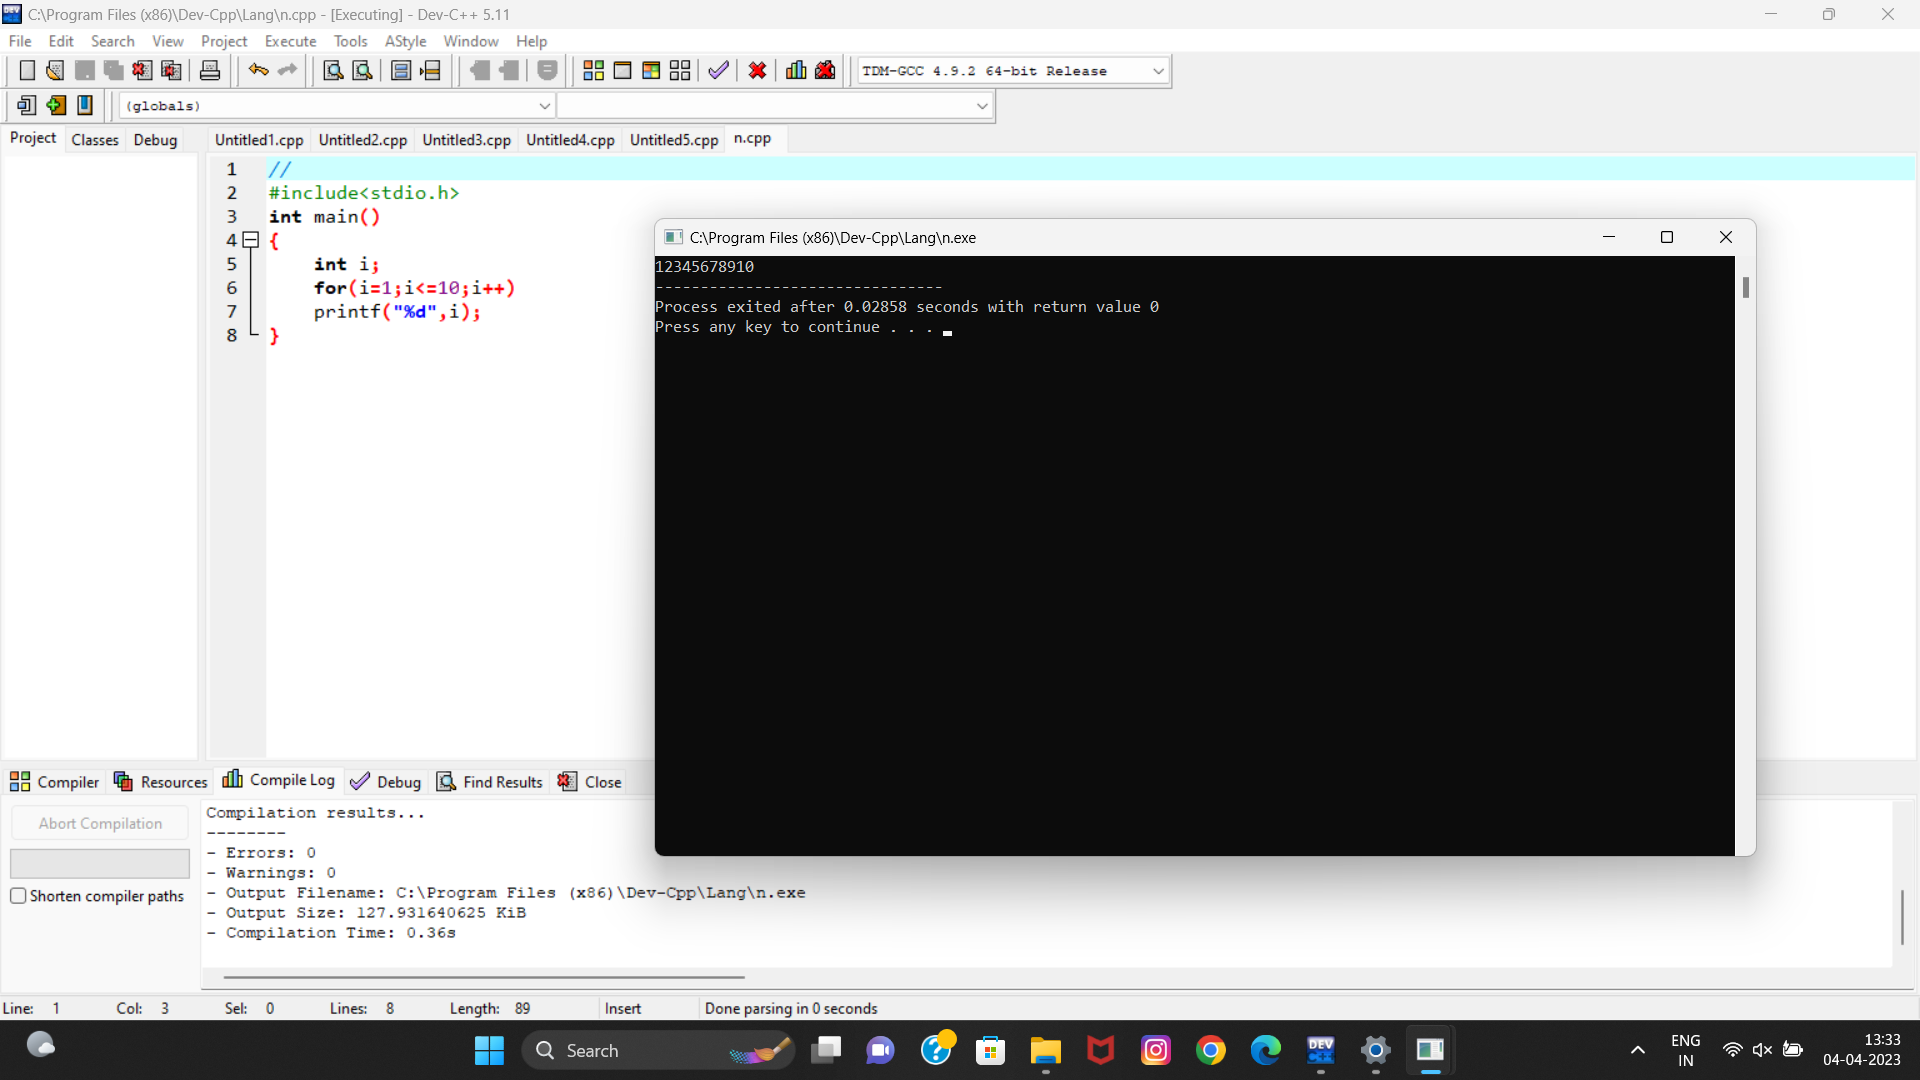 C:\Program Files (x86)\Dev-Cpp\Lang\n.cpp - [Executing] - Dev-C++ 5.11
File Edit Search View Project Execute Tools AStyle Window Help
TDM-GCC 4.9.2 64-bit Release
(globals)
Project Classes Debug
Untitled1.cpp Untitled2.cpp Untitled3.cpp Untitled4.cpp Untitled5.cpp n.cpp
1 //
2 #include<stdio.h>
3 int main()
4 {
5 int i;
6 for(i=1;i<=10;i++)
7 printf("%d",i);
8 }
C:\Program Files (x86)\Dev-Cpp\Lang\n.exe
12345678910
--------------------------------
Process exited after 0.02858 seconds with return value 0
Press any key to continue . . .
Compiler Resources Compile Log Debug Find Results Close
Abort Compilation
Shorten compiler paths
Compilation results...
--------
- Errors: 0
- Warnings: 0
- Output Filename: C:\Program Files (x86)\Dev-Cpp\Lang\n.exe
- Output Size: 127.931640625 KiB
- Compilation Time: 0.36s
Line: 1 Col: 3 Sel: 0 Lines: 8 Length: 89 Insert Done parsing in 0 seconds
Search
DEV
ENG
IN
13:33
04-04-2023